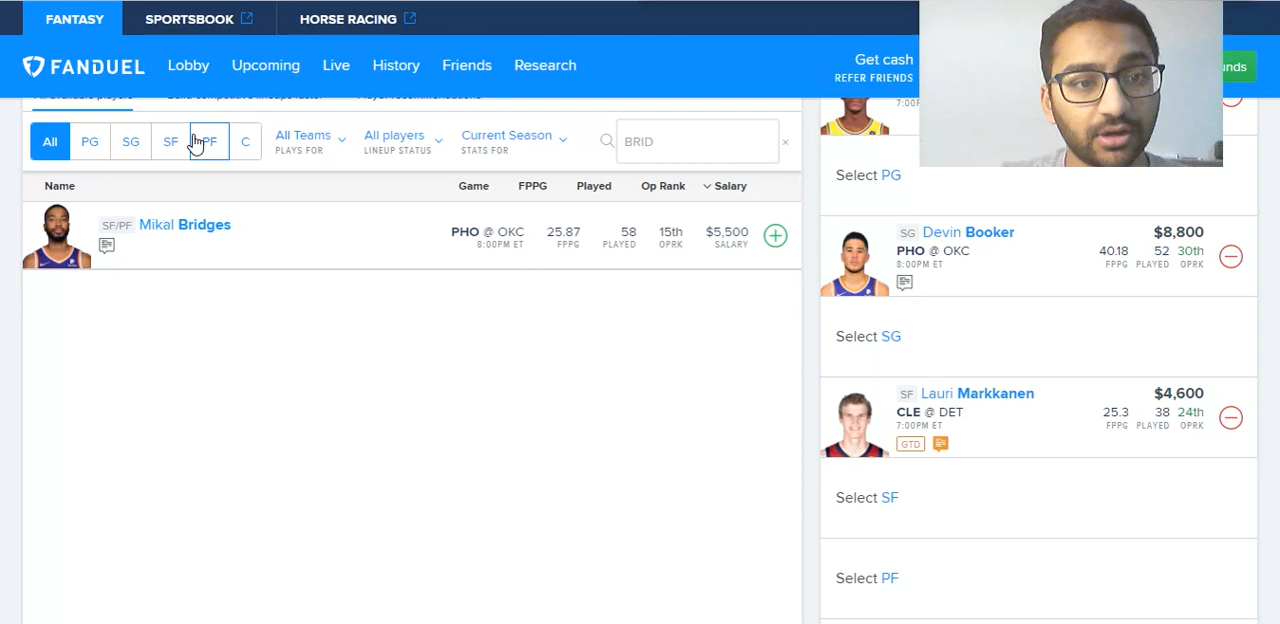 FANTASY SPORTSBOOK HORSE RACING
FANDUEL Lobby Upcoming Live History Friends Research Get cash
REFER FRIENDS
All PG SG SF PF C All Teams All players Current Season BRID ×
PLAYS FOR LINEUP STATUS STATS FOR
Name Game FPPG Played Op Rank Salary
SF/PF Mikal Bridges PHO @ OKC 25.87 58 15th $5,500
8:00PM ET FPPG PLAYED OPRK SALARY
Select PG
SG Devin Booker $8,800
PHO @ OKC 40.18 52 30th
8:00PM ET FPPG PLAYED OPRK
Select SG
SF Lauri Markkanen $4,600
CLE @ DET 25.3 38 24th
7:00PM ET FPPG PLAYED OPRK
GTD
Select SF
Select PF